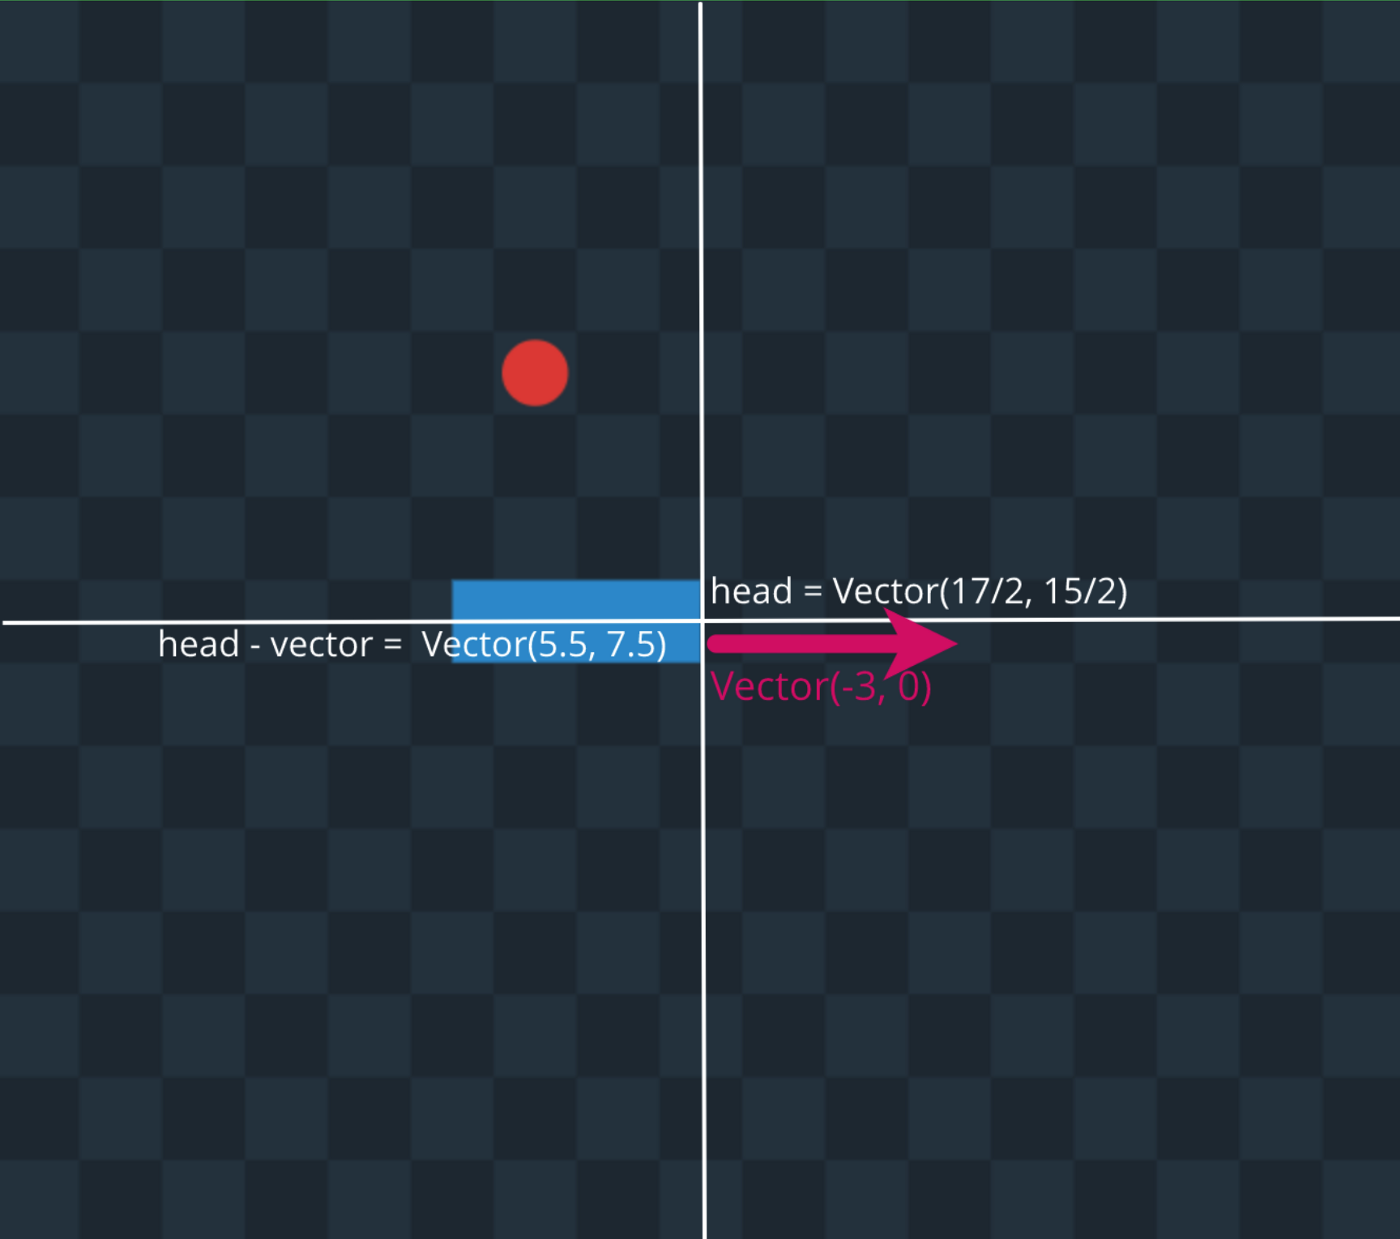 head = Vector(17/2, 15/2)
head - vector =  Vector(5.5, 7.5)
Vector(-3, 0)